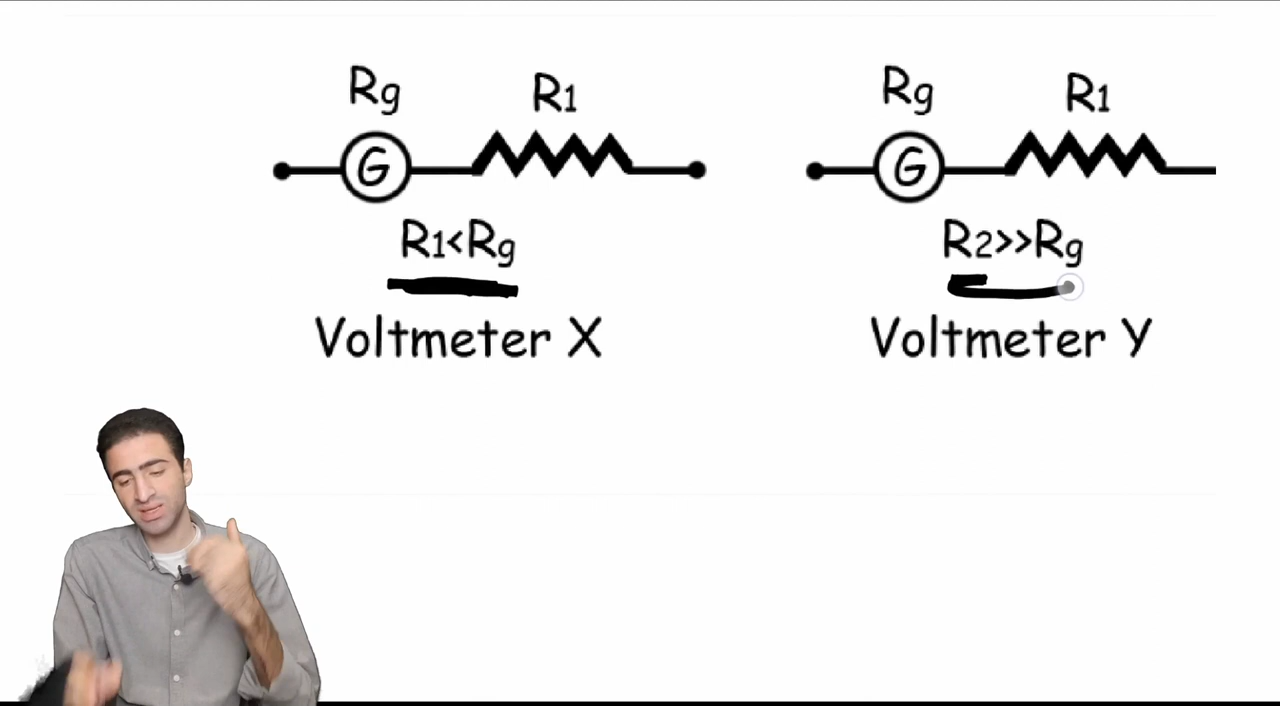 Rg R1
G
R1<Rg
Voltmeter X
Rg R1
G
R2>>Rg
Voltmeter Y